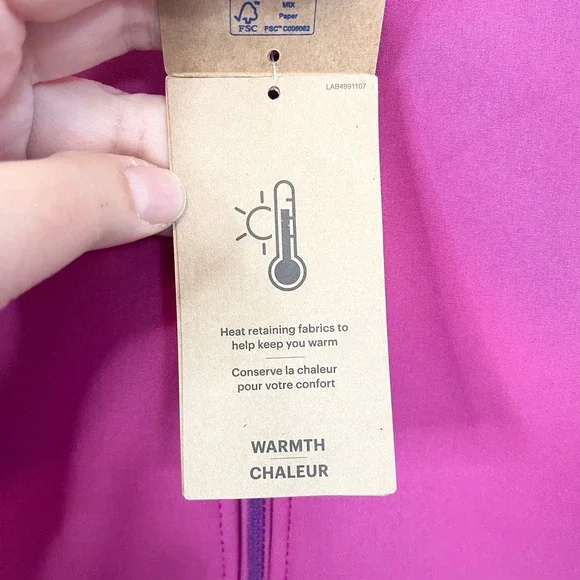 MIX
Paper
FSC
FSC™ C008062
LAB4991107
Heat retaining fabrics to
help keep you warm
Conserve la chaleur
pour votre confort
WARMTH
CHALEUR